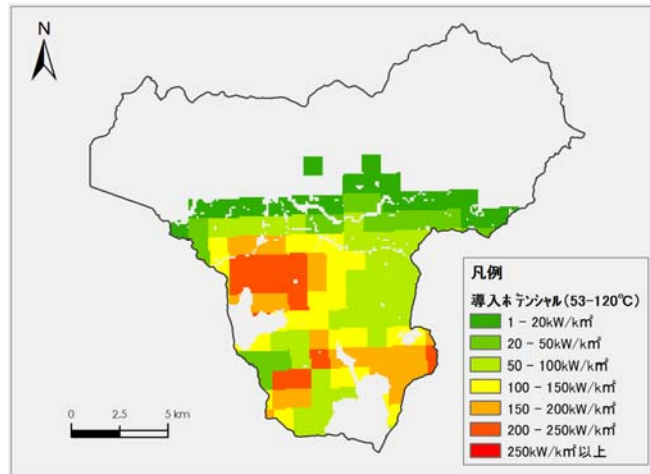 N
凡例
導入ポテンシャル(53-120℃)
1 - 20kW/k㎡
20 - 50kW/k㎡
50 - 100kW/k㎡
100 - 150kW/k㎡
150 - 200kW/k㎡
200 - 250kW/k㎡
250kW/k㎡以上
0 2.5 5 km